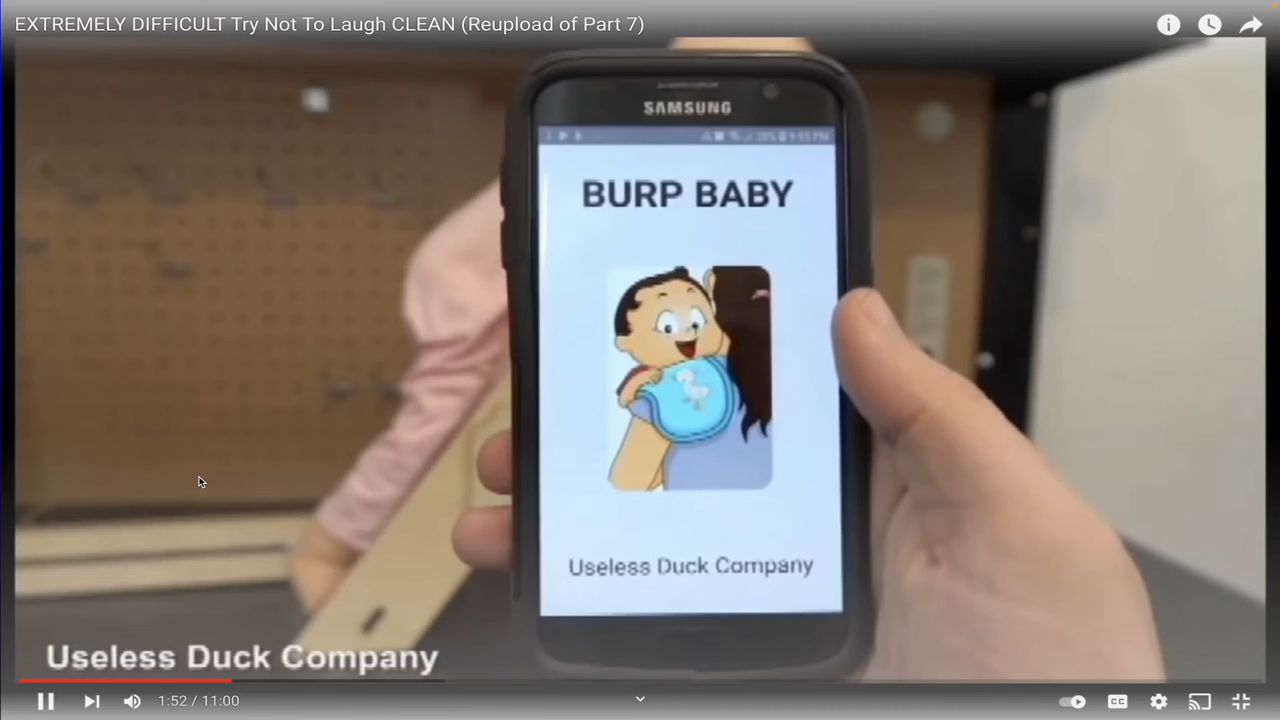 EXTREMELY DIFFICULT Try Not To Laugh CLEAN (Reupload of Part 7)
SAMSUNG
BURP BABY
Useless Duck Company
Useless Duck Company
1:52 / 11:00
CC